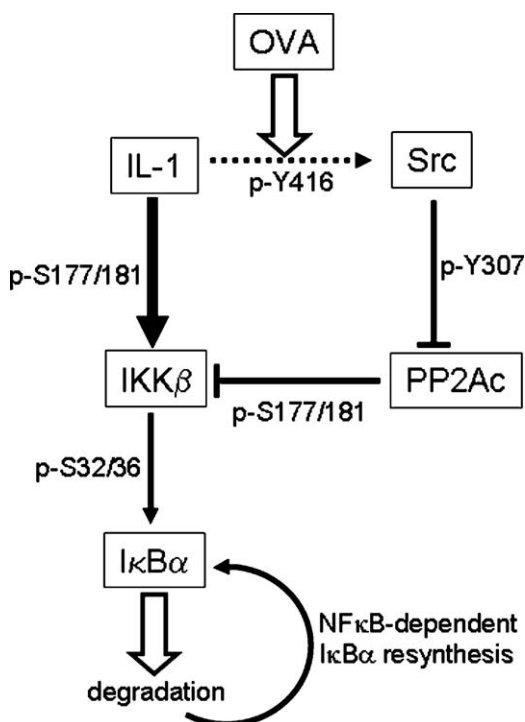 OVA
IL-1
p-Y416
Src
p-S177/181
p-Y307
IKKβ
p-S177/181
PP2Ac
p-S32/36
IκBα
NFκB-dependent
IκBα resynthesis
degradation